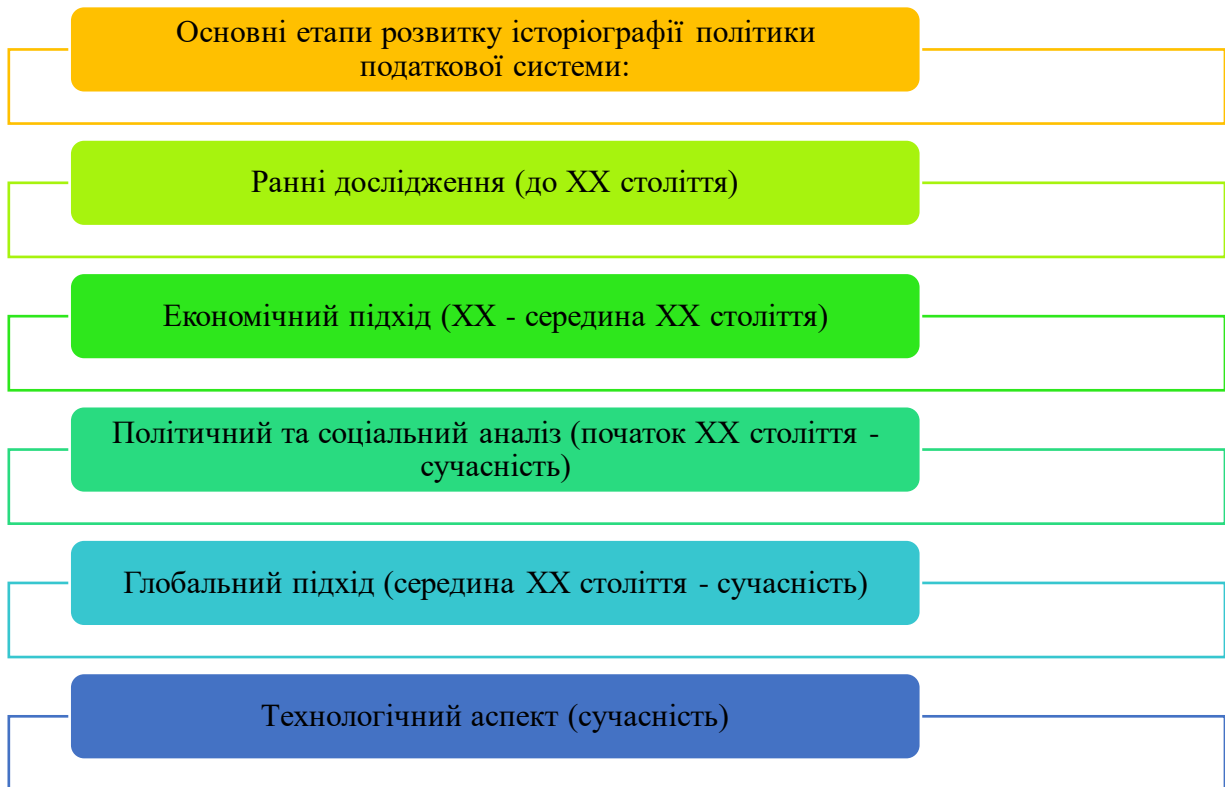 Основні етапи розвитку історіографії політики
податкової системи:
Ранні дослідження (до XX століття)
Економічний підхід (XX - середина XX століття)
Політичний та соціальний аналіз (початок XX століття -
сучасність)
Глобальний підхід (середина XX століття - сучасність)
Технологічний аспект (сучасність)